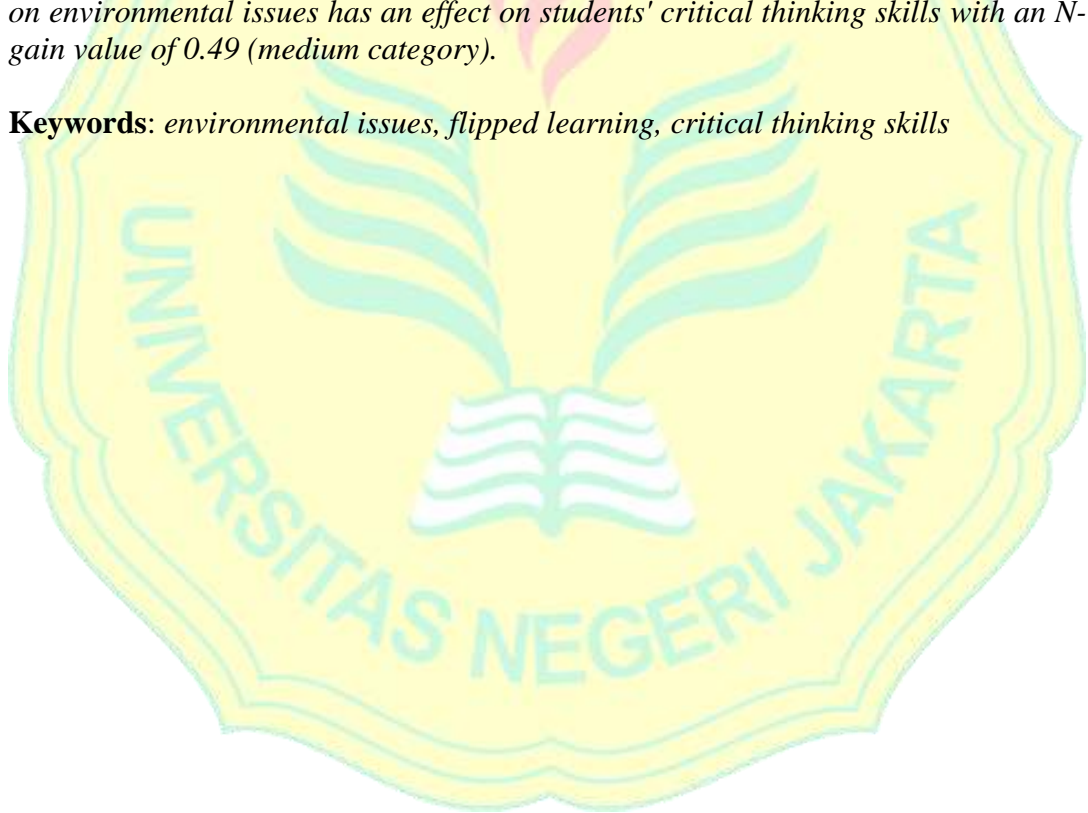 on environmental issues has an effect on students' critical thinking skills with an N-
gain value of 0.49 (medium category).
Keywords: environmental issues, flipped learning, critical thinking skills
UNIVERSITAS NEGERI JAKARTA